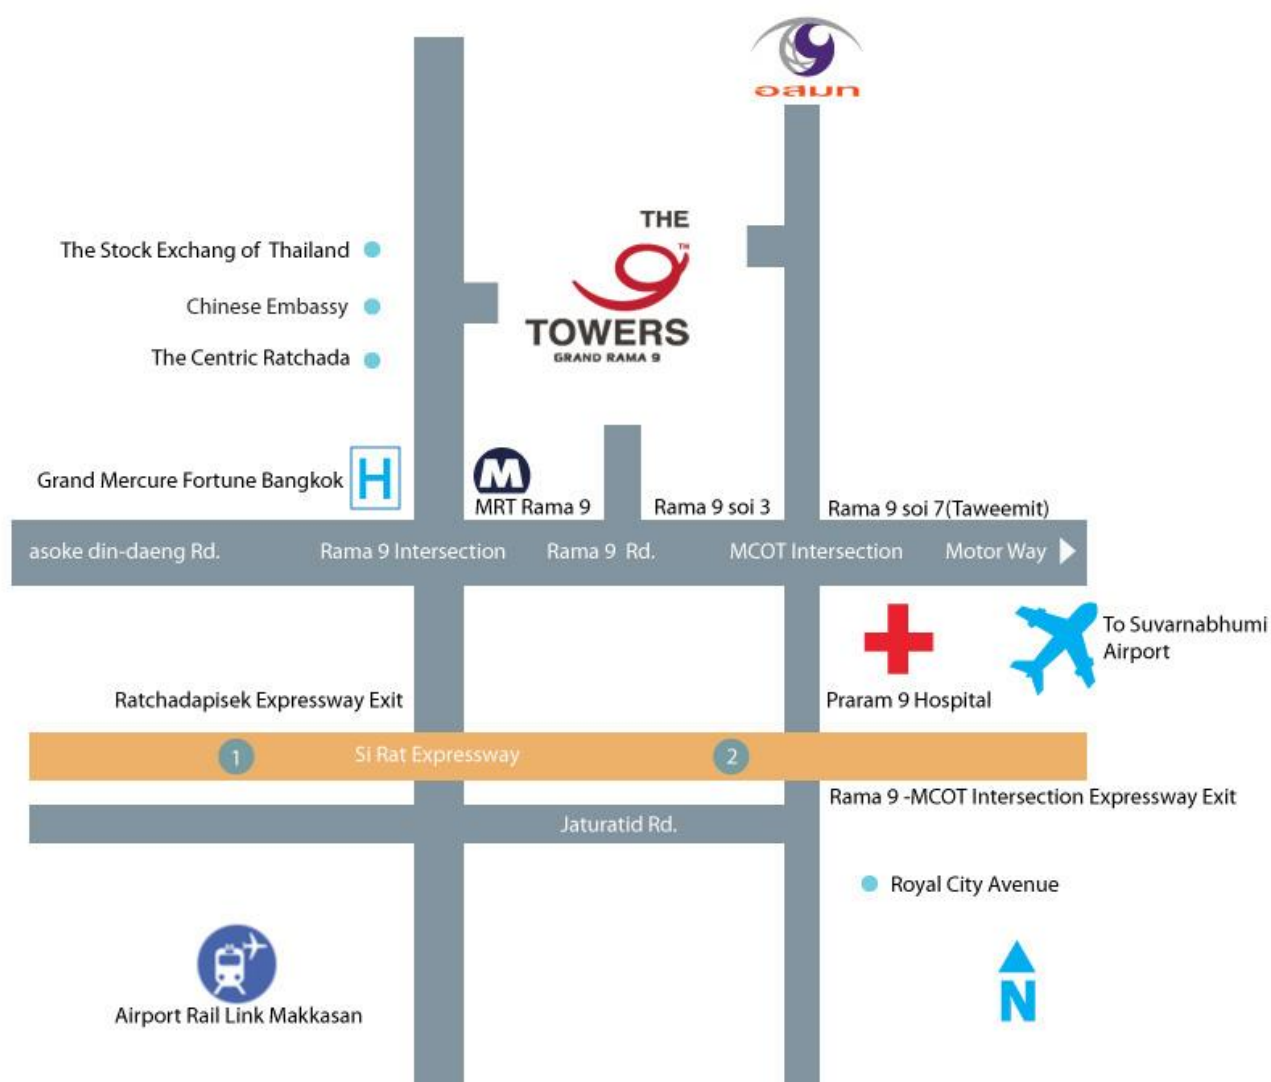 อสมท
THE
9
TM
TOWERS
GRAND RAMA 9
The Stock Exchang of Thailand
Chinese Embassy
The Centric Ratchada
Grand Mercure Fortune Bangkok
H
M
MRT Rama 9
Rama 9 soi 3
Rama 9 soi 7(Taweemit)
asoke din-daeng Rd.
Rama 9 Intersection
Rama 9 Rd.
MCOT Intersection
Motor Way
To Suvarnabhumi
Airport
Ratchadapisek Expressway Exit
Praram 9 Hospital
1
Si Rat Expressway
2
Rama 9 -MCOT Intersection Expressway Exit
Jaturatid Rd.
Royal City Avenue
Airport Rail Link Makkasan
N